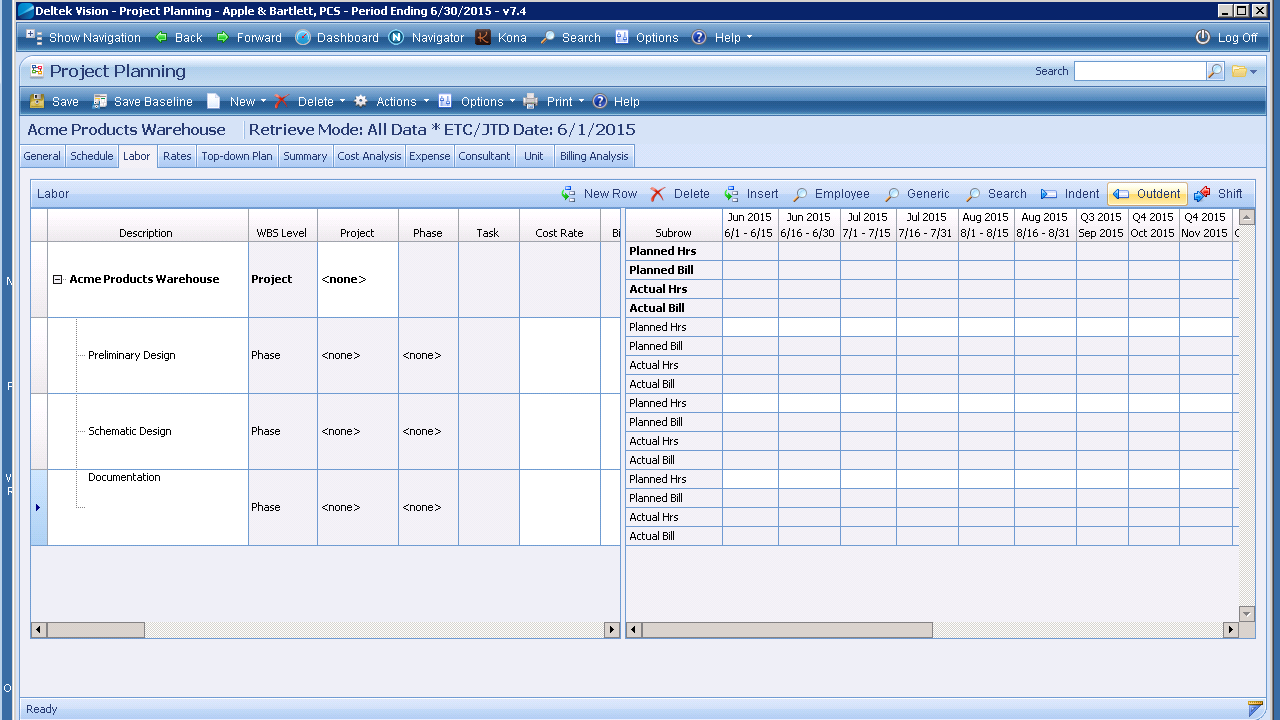 Deltek Vision - Project Planning - Apple & Bartlett, PCS - Period Ending 6/30/2015 - v7.4
Show Navigation Back Forward Dashboard Navigator Kona Search Options Help Log Off
Project Planning Search
Save Save Baseline New Delete Actions Options Print Help
Acme Products Warehouse Retrieve Mode: All Data * ETC/JTD Date: 6/1/2015
General Schedule Labor Rates Top-down Plan Summary Cost Analysis Expense Consultant Unit Billing Analysis
Labor New Row Delete Insert Employee Generic Search Indent Outdent Shift
Jun 2015 Jun 2015 Jul 2015 Jul 2015 Aug 2015 Aug 2015 Q3 2015 Q4 2015 Q4 2015
Description WBS Level Project Phase Task Cost Rate Bi Subrow 6/1 - 6/15 6/16 - 6/30 7/1 - 7/15 7/16 - 7/31 8/1 - 8/15 8/16 - 8/31 Sep 2015 Oct 2015 Nov 2015
Planned Hrs
Planned Bill
Acme Products Warehouse Project <none>
Actual Hrs
Actual Bill
Planned Hrs
Planned Bill
Preliminary Design Phase <none> <none>
Actual Hrs
Actual Bill
Planned Hrs
Planned Bill
Schematic Design Phase <none> <none>
Actual Hrs
Actual Bill
Documentation Planned Hrs
Planned Bill
Phase <none> <none>
Actual Hrs
Actual Bill
Ready